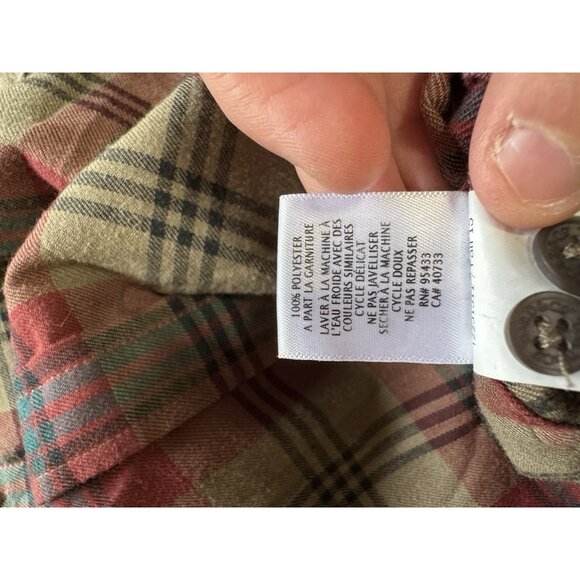 100% POLYESTER
A PART LA GARNITURE
LAVER À LA MACHINE À
L'EAU FROIDE AVEC DES
COULEURS SIMILAIRES
CYCLE DÉLICAT
NE PAS JAVELLISER
SECHER À LA MACHINE
CYCLE DOUX
NE PAS REPASSER
RN# 95433
CA# 40733